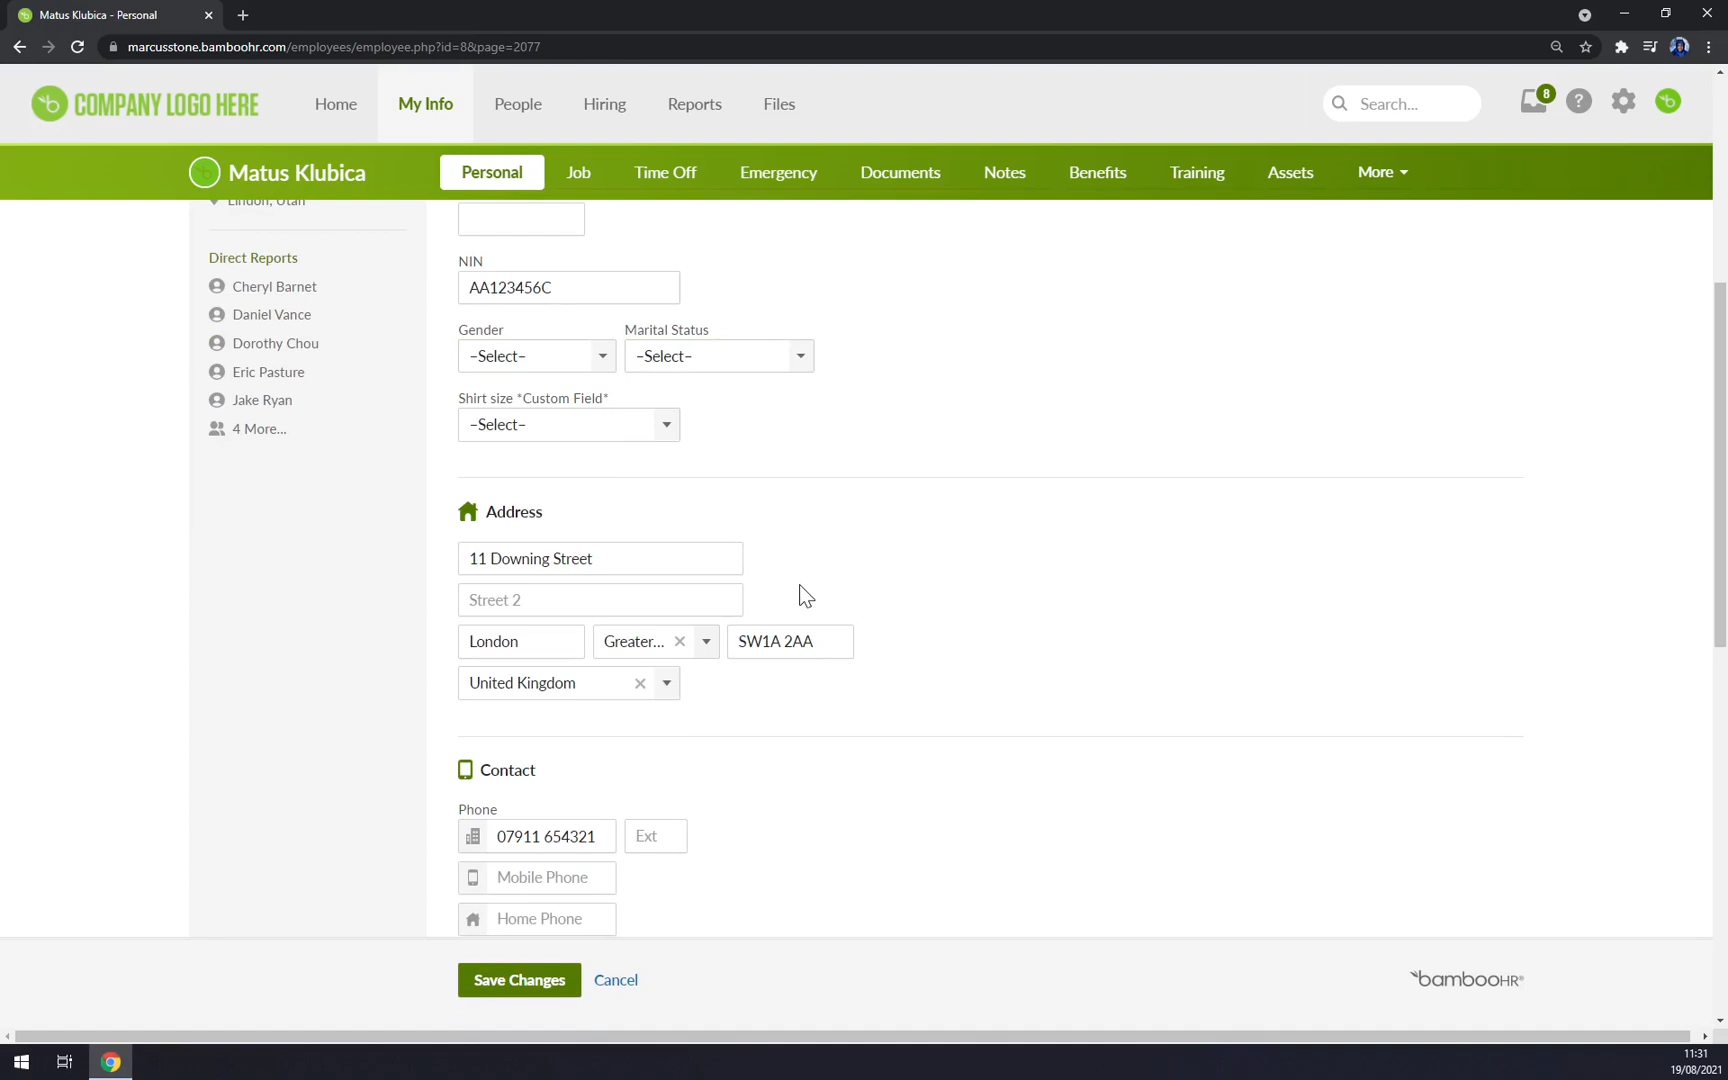 Matus Klubica - Personal
marcusstone.bamboohr.com/employees/employee.php?id=8&page=2077
COMPANY LOGO HERE
Home
My Info
People
Hiring
Reports
Files
Search...
8
Matus Klubica
Personal
Job
Time Off
Emergency
Documents
Notes
Benefits
Training
Assets
More
Lindon, Utah
Direct Reports
Cheryl Barnet
Daniel Vance
Dorothy Chou
Eric Pasture
Jake Ryan
4 More...
NIN
AA123456C
Gender
Marital Status
–Select–
–Select–
Shirt size *Custom Field*
–Select–
Address
11 Downing Street
Street 2
London
Greater...
SW1A 2AA
United Kingdom
Contact
Phone
07911 654321
Ext
Mobile Phone
Home Phone
Save Changes
Cancel
bambooHR®
11:31
19/08/2021